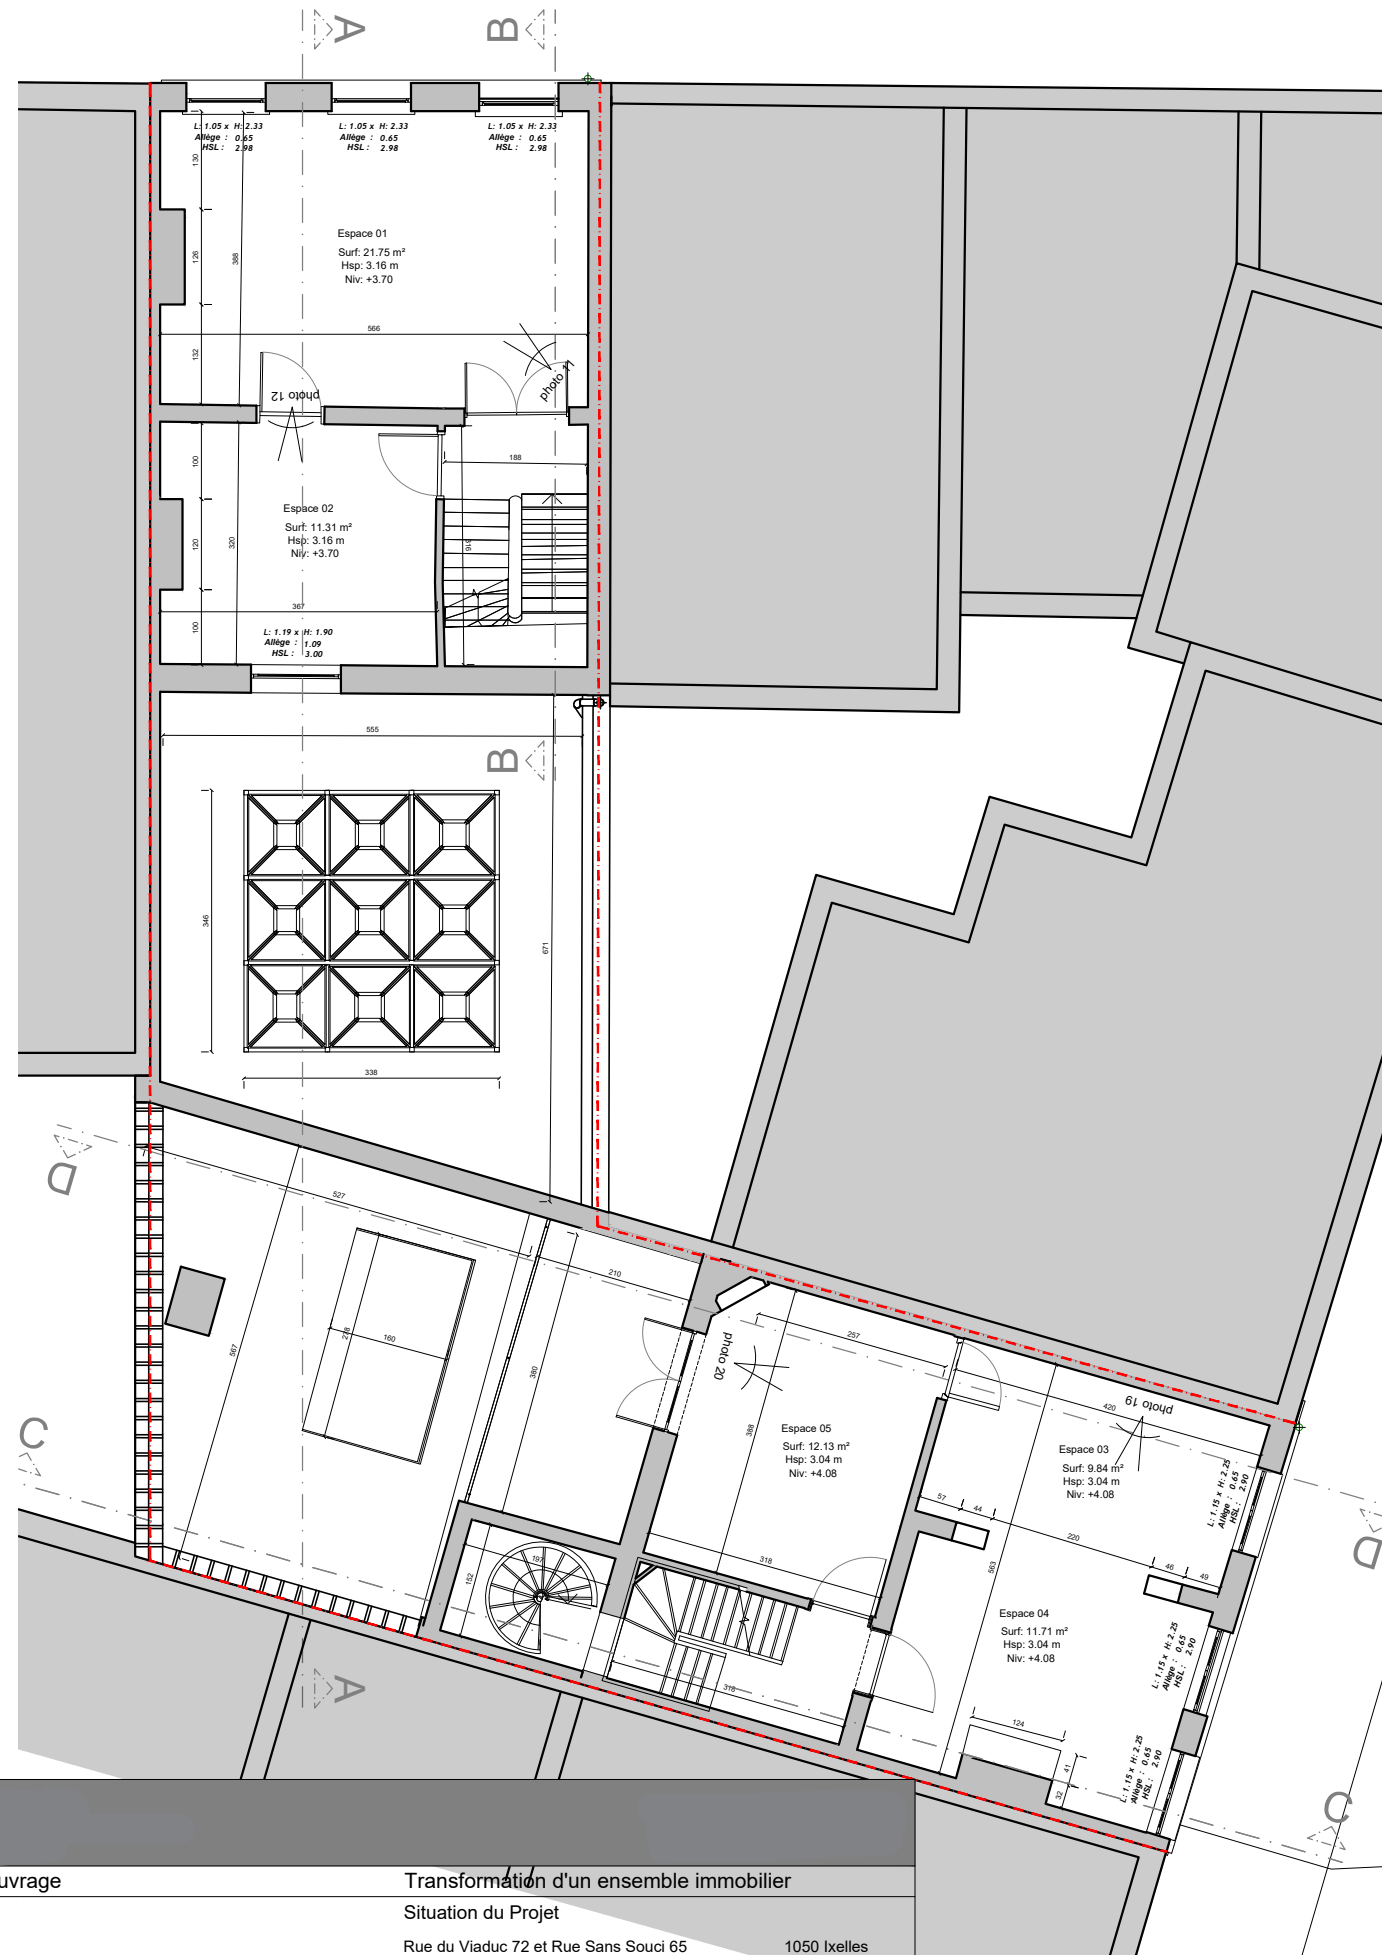 A
B
L: 1.05 x H: 2.33
Allège : 0.65
HSL : 2.98
L: 1.05 x H: 2.33
Allège : 0.65
HSL : 2.98
L: 1.05 x H: 2.33
Allège : 0.65
HSL : 2.98
130
126
388
132
Espace 01
Surf: 21.75 m²
Hsp: 3.16 m
Niv: +3.70
566
photo 12
photo 11
100
188
120
320
316
Espace 02
Surf: 11.31 m²
Hsp: 3.16 m
Niv: +3.70
367
100
L: 1.19 x H: 1.90
Allège : 1.09
HSL : 3.00
555
B
346
671
338
D
527
210
567
278
160
380
photo 20
257
388
photo 19
420
C
Espace 05
Surf: 12.13 m²
Hsp: 3.04 m
Niv: +4.08
Espace 03
Surf: 9.84 m²
Hsp: 3.04 m
Niv: +4.08
L: 1.15 x H: 2.25
Allège : 0.65
HSL : 2.90
57
44
220
46
49
D
197
152
318
563
Espace 04
Surf: 11.71 m²
Hsp: 3.04 m
Niv: +4.08
L: 1.15 x H: 2.25
Allège : 0.65
HSL : 2.90
A
318
124
41
32
L: 1.15 x H: 2.25
Allège : 0.65
HSL : 2.90
C
uvrage
Transformation d'un ensemble immobilier
Situation du Projet
Rue du Viaduc 72 et Rue Sans Souci 65
1050 Ixelles